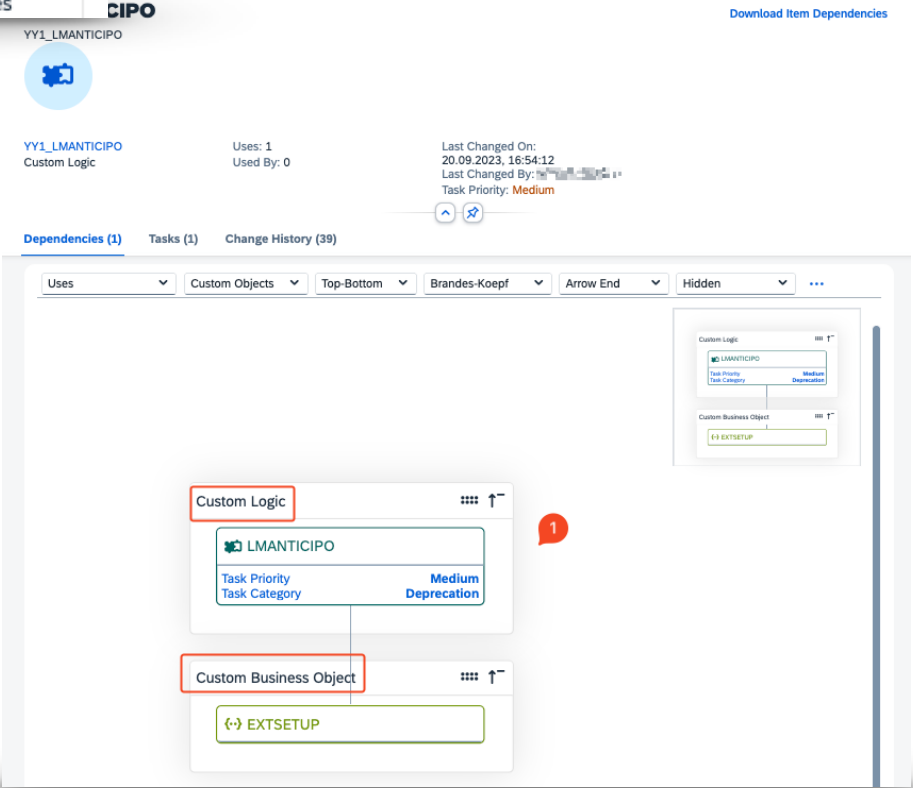 CIPO
Download Item Dependencies
YY1_LMANTICIPO
YY1_LMANTICIPO
Custom Logic
Uses: 1
Used By: 0
Last Changed On:
20.09.2023, 16:54:12
Last Changed By:
Task Priority: Medium
Dependencies (1) Tasks (1) Change History (39)
Uses Custom Objects Top-Bottom Brandes-Koepf Arrow End Hidden
Custom Logic
LMANTICIPO
Task Priority Medium
Task Category Deprecation
Custom Business Object
EXTSETUP
Custom Logic
1
LMANTICIPO
Task Priority Medium
Task Category Deprecation
Custom Business Object
{··} EXTSETUP